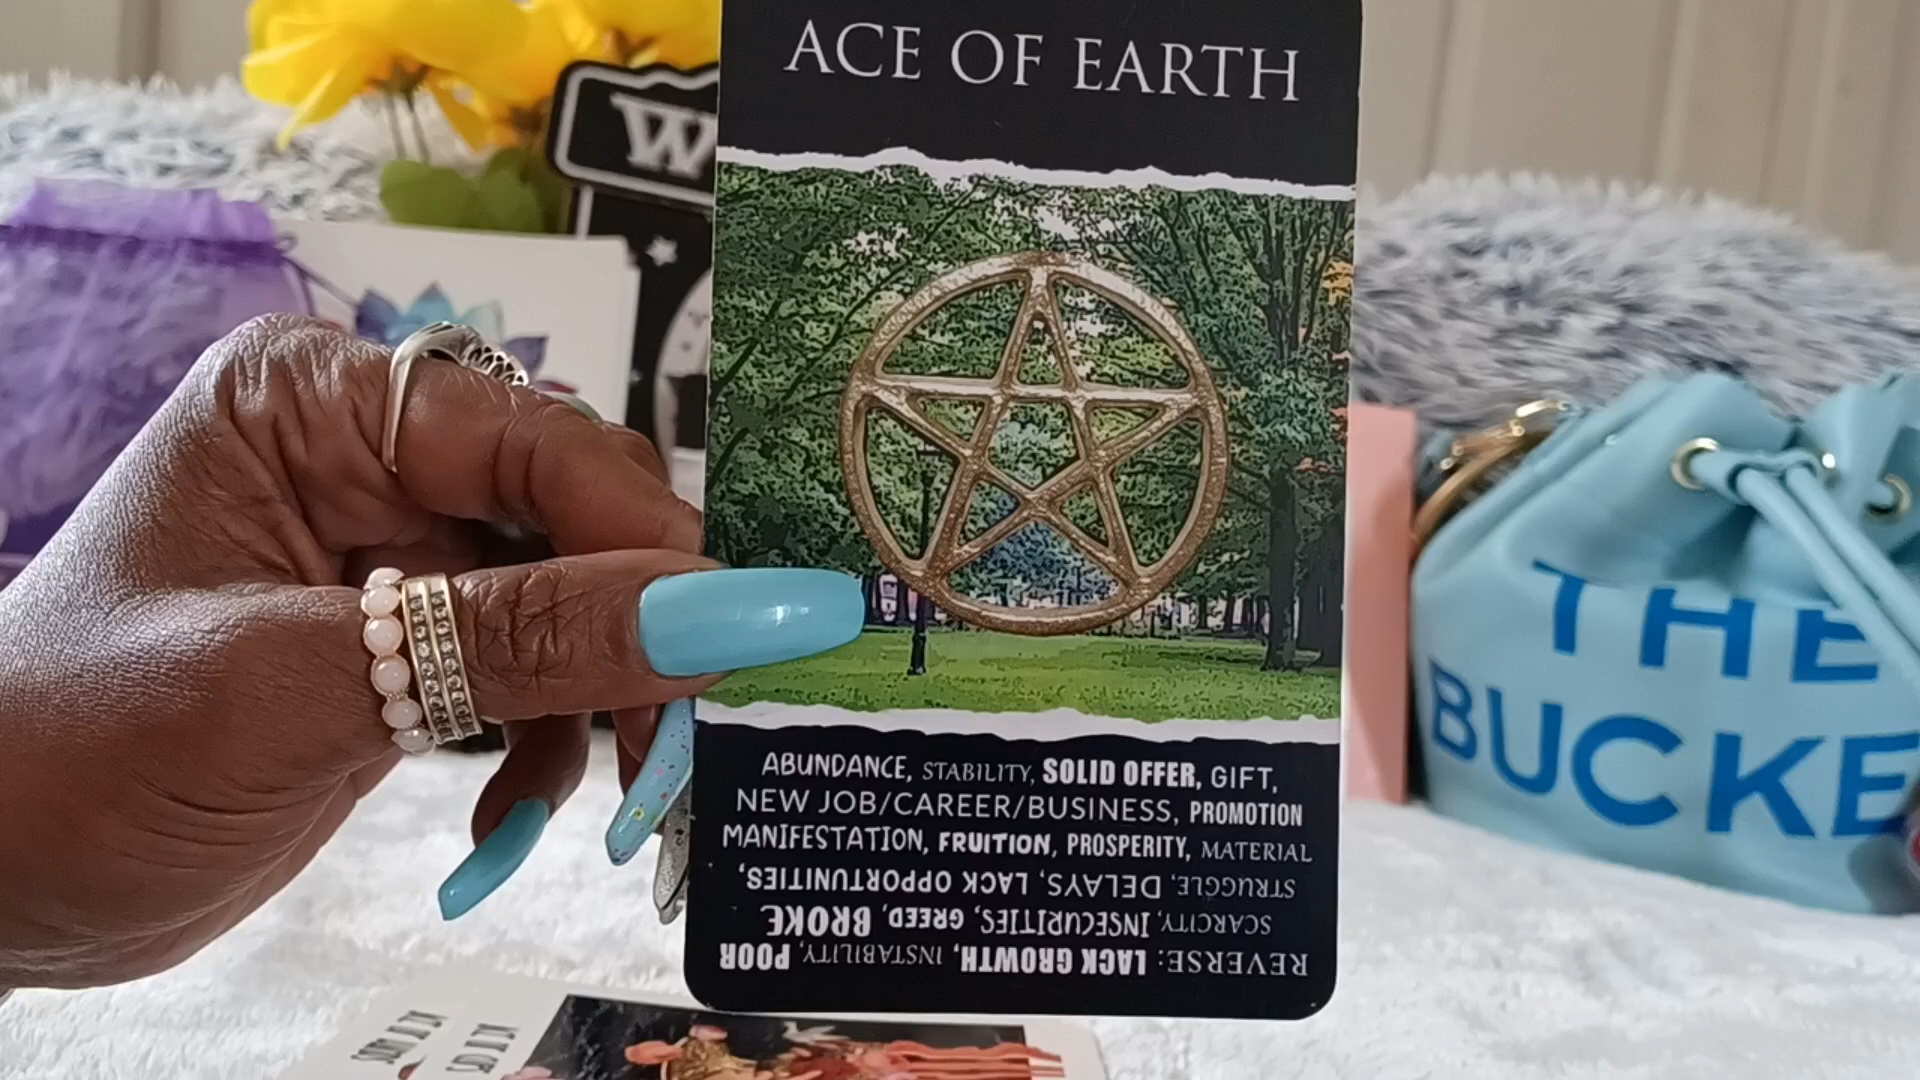 ACE OF EARTH
W
ABUNDANCE, STABILITY, SOLID OFFER, GIFT,
NEW JOB/CAREER/BUSINESS, PROMOTION
MANIFESTATION, FRUITION, PROSPERITY, MATERIAL
REVERSE: LACK GROWTH, INSTABILITY, POOR
SCARCITY, INSECURITIES, GREED, BROKE
STRUGGLE, DELAYS, LACK OPPORTUNITIES,
THE
BUCKE